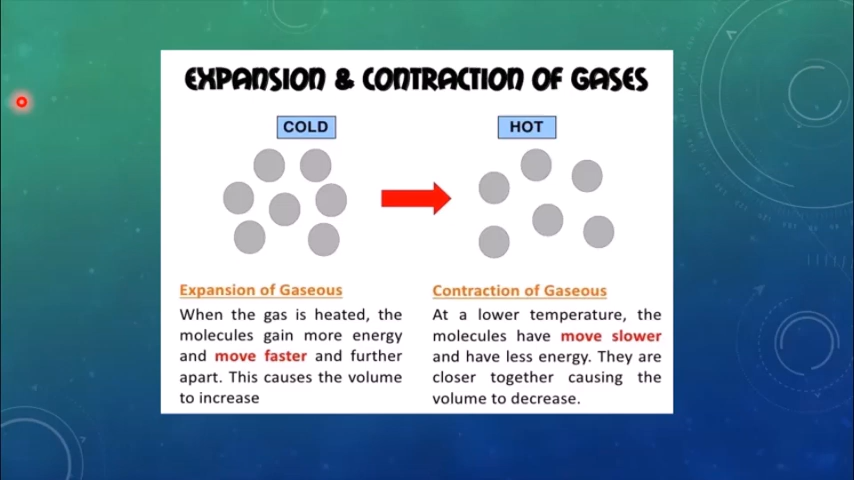 EXPANSION & CONTRACTION OF GASES
COLD
HOT
Expansion of Gaseous
When the gas is heated, the
molecules gain more energy
and move faster and further
apart. This causes the volume
to increase
Contraction of Gaseous
At a lower temperature, the
molecules have move slower
and have less energy. They are
closer together causing the
volume to decrease.